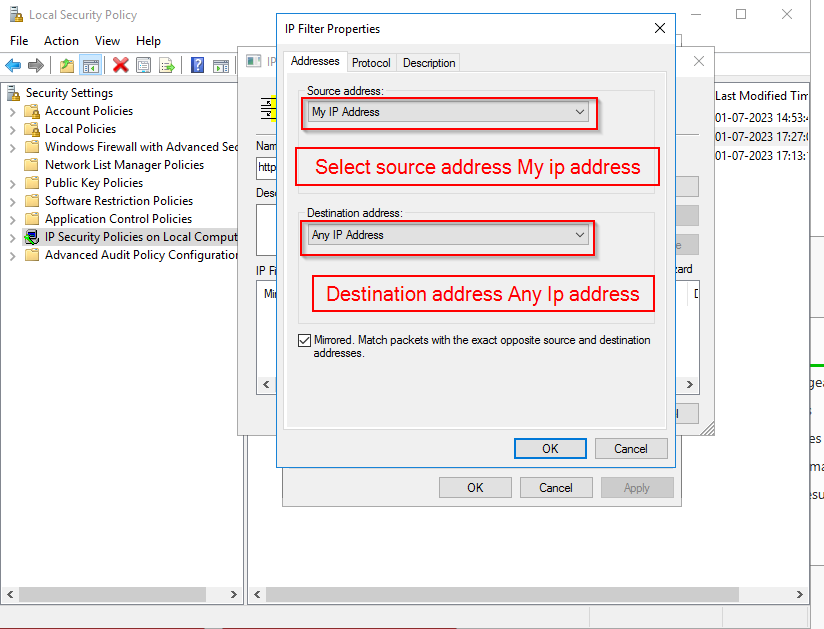 Local Security Policy
File Action View Help
Security Settings
Account Policies
Local Policies
Windows Firewall with Advanced Sec
Network List Manager Policies
Public Key Policies
Software Restriction Policies
Application Control Policies
IP Security Policies on Local Comput
Advanced Audit Policy Configuration
IP
Nam
http
Des
IP Fi
Mi
IP Filter Properties
Addresses Protocol Description
Source address:
My IP Address
Select source address My ip address
Destination address:
Any IP Address
Destination address Any Ip address
Mirrored. Match packets with the exact opposite source and destination
addresses.
OK Cancel
OK Cancel Apply
Last Modified Tim
01-07-2023 14:53:4
01-07-2023 17:27:0
01-07-2023 17:13:
zard